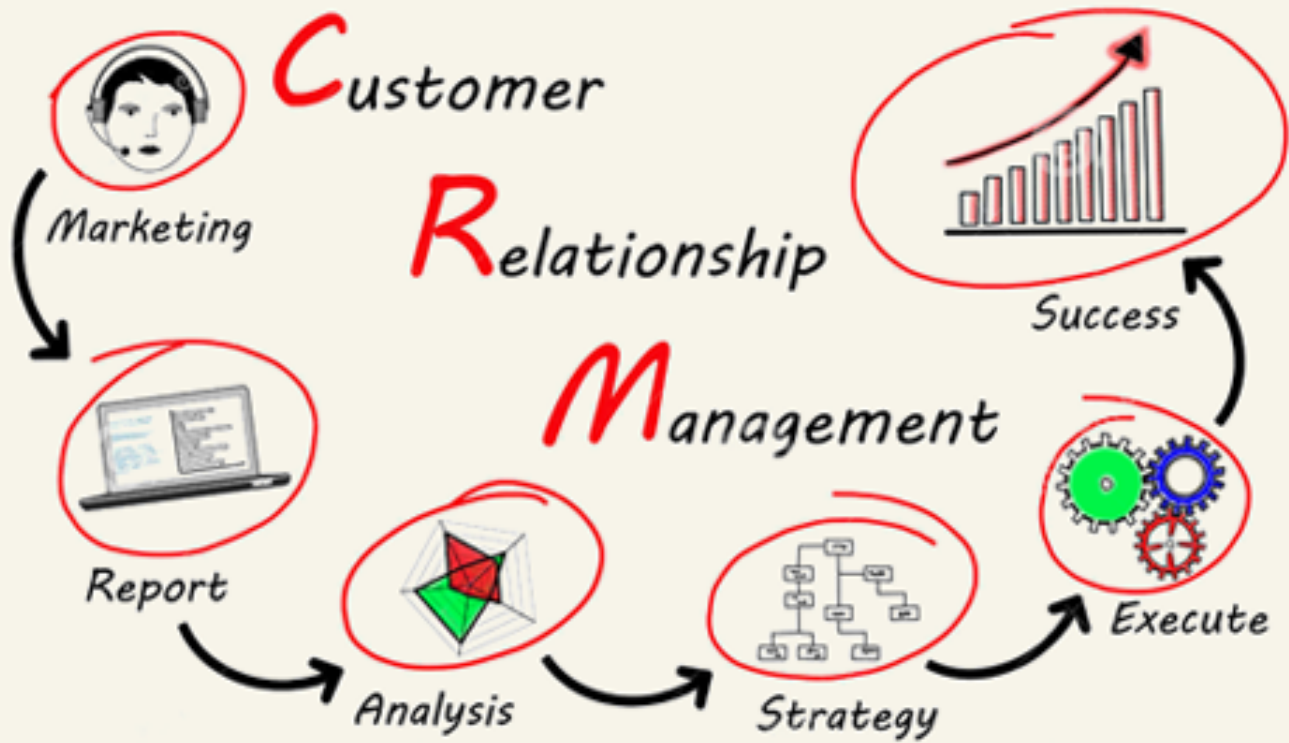 Customer
Relationship
Management
Marketing
Report
Analysis
Strategy
Execute
Success